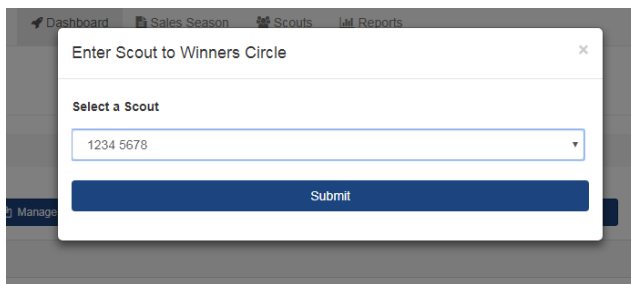 Dashboard Sales Season Scouts Reports
Enter Scout to Winners Circle ×
Select a Scout
1234 5678
Submit
Manage